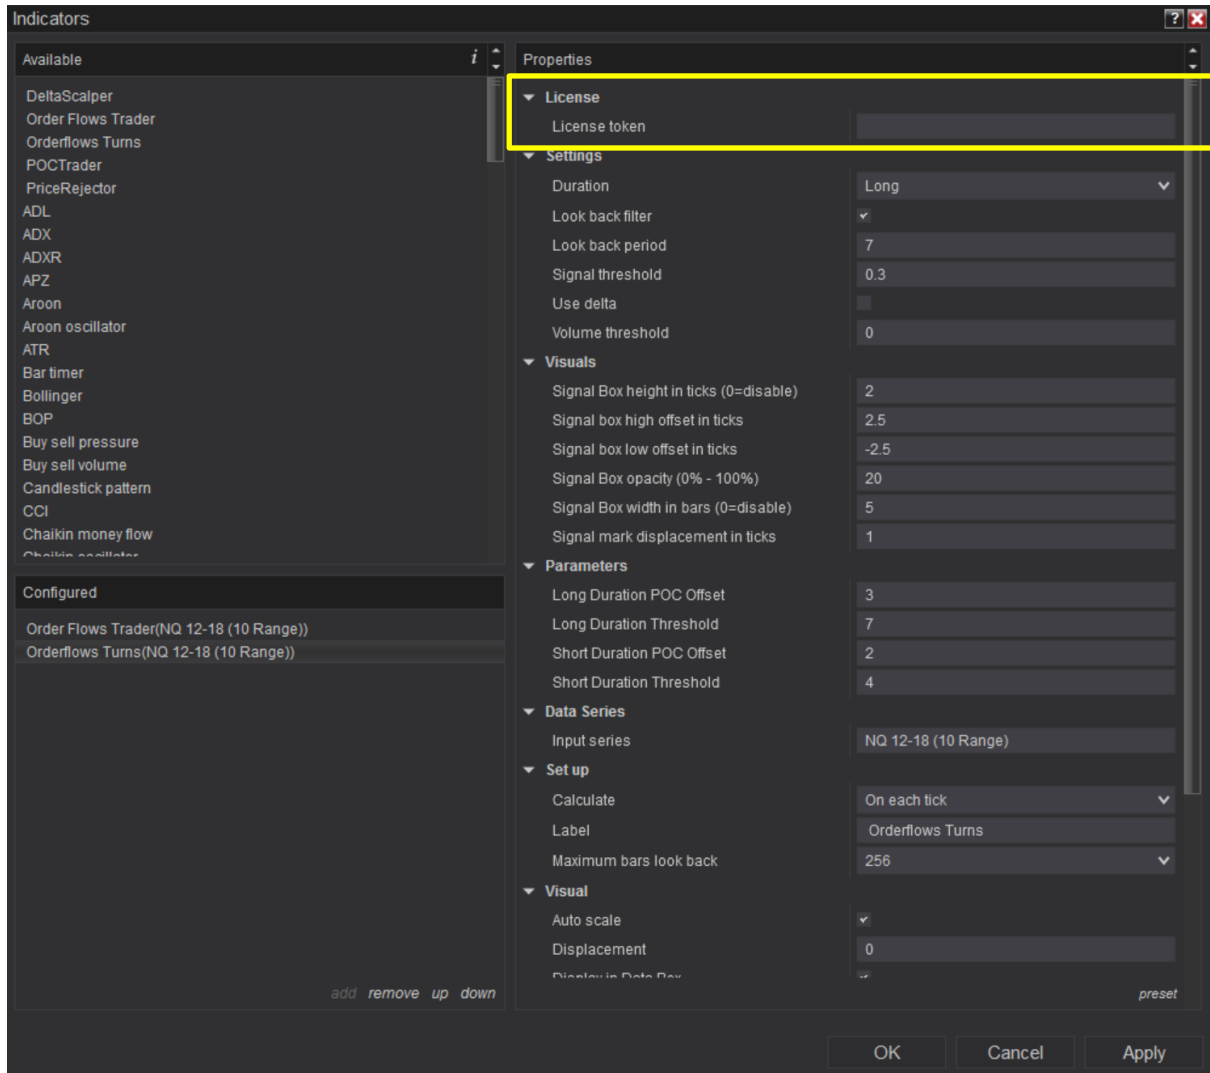 Indicators
?
Available
i
DeltaScalper
Order Flows Trader
Orderflows Turns
POCTrader
PriceRejector
ADL
ADX
ADXR
APZ
Aroon
Aroon oscillator
ATR
Bar timer
Bollinger
BOP
Buy sell pressure
Buy sell volume
Candlestick pattern
CCI
Chaikin money flow
Chaikin oscillator
Configured
Order Flows Trader(NQ 12-18 (10 Range))
Orderflows Turns(NQ 12-18 (10 Range))
add remove up down
Properties
License
License token
Settings
Duration Long
Look back filter
Look back period 7
Signal threshold 0.3
Use delta
Volume threshold 0
Visuals
Signal Box height in ticks (0=disable) 2
Signal box high offset in ticks 2.5
Signal box low offset in ticks -2.5
Signal Box opacity (0% - 100%) 20
Signal Box width in bars (0=disable) 5
Signal mark displacement in ticks 1
Parameters
Long Duration POC Offset 3
Long Duration Threshold 7
Short Duration POC Offset 2
Short Duration Threshold 4
Data Series
Input series NQ 12-18 (10 Range)
Set up
Calculate On each tick
Label Orderflows Turns
Maximum bars look back 256
Visual
Auto scale
Displacement 0
Display in Data Box
preset
OK Cancel Apply